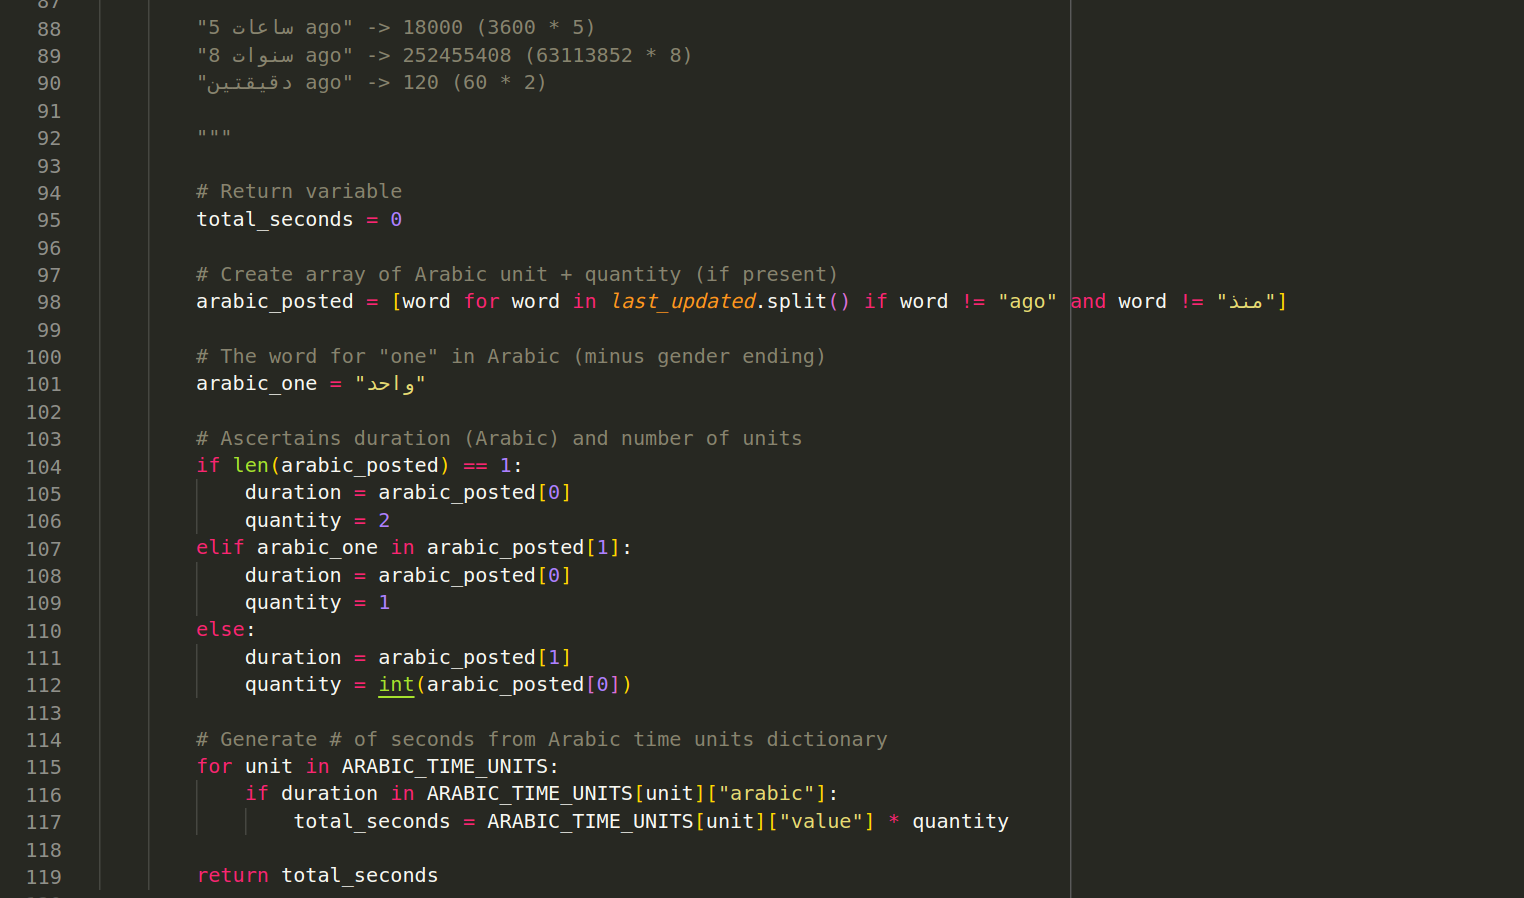 87
88 "5 ساعات ago" -> 18000 (3600 * 5)
89 "8 سنوات ago" -> 252455408 (63113852 * 8)
90 "دقيقتين ago" -> 120 (60 * 2)
91
92 """
93
94 # Return variable
95 total_seconds = 0
96
97 # Create array of Arabic unit + quantity (if present)
98 arabic_posted = [word for word in last_updated.split() if word != "ago" and word != "منذ"]
99
100 # The word for "one" in Arabic (minus gender ending)
101 arabic_one = "واحد"
102
103 # Ascertains duration (Arabic) and number of units
104 if len(arabic_posted) == 1:
105 duration = arabic_posted[0]
106 quantity = 2
107 elif arabic_one in arabic_posted[1]:
108 duration = arabic_posted[0]
109 quantity = 1
110 else:
111 duration = arabic_posted[1]
112 quantity = int(arabic_posted[0])
113
114 # Generate # of seconds from Arabic time units dictionary
115 for unit in ARABIC_TIME_UNITS:
116 if duration in ARABIC_TIME_UNITS[unit]["arabic"]:
117 total_seconds = ARABIC_TIME_UNITS[unit]["value"] * quantity
118
119 return total_seconds